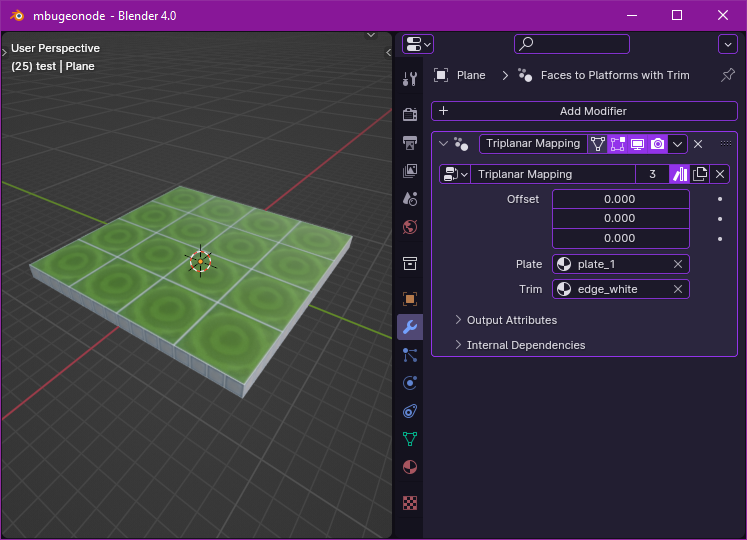 mbugeonode - Blender 4.0
User Perspective
(25) test | Plane
Plane
Faces to Platforms with Trim
Add Modifier
Triplanar Mapping
Triplanar Mapping 3
Offset 0.000
0.000
0.000
Plate plate_1
Trim edge_white
Output Attributes
Internal Dependencies